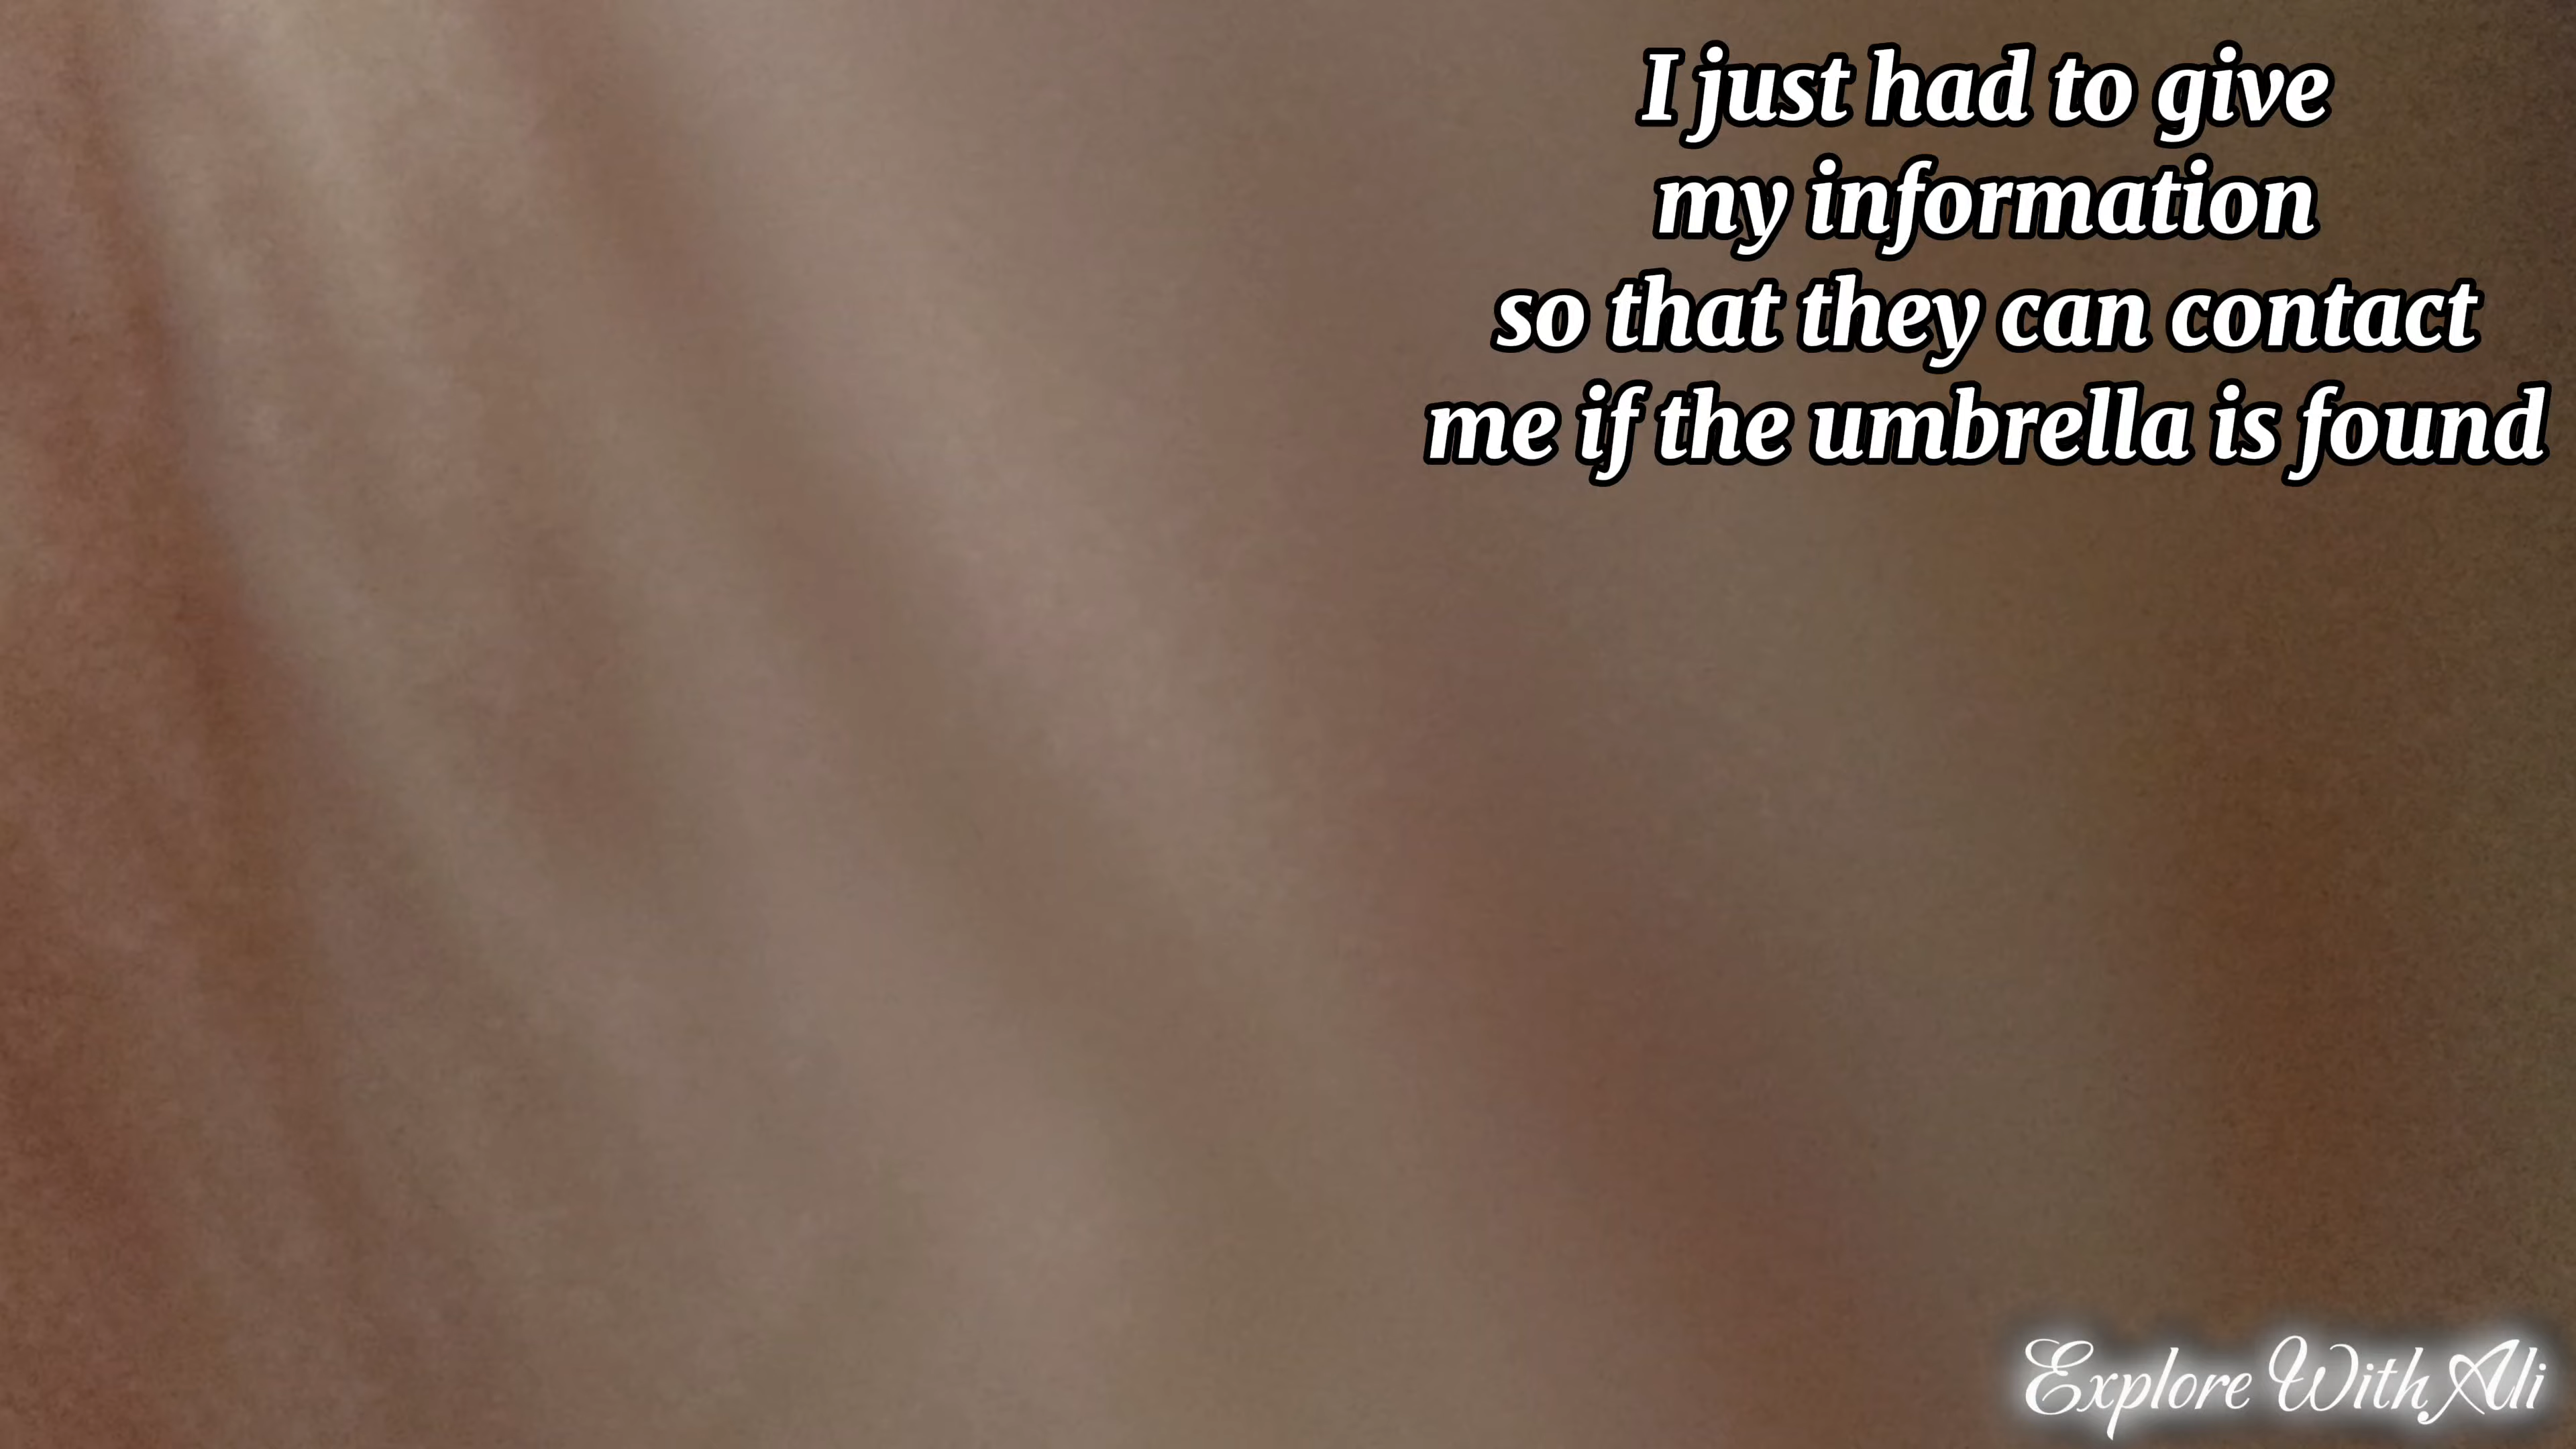 I just had to give
my information
so that they can contact
me if the umbrella is found
Explore With Ali